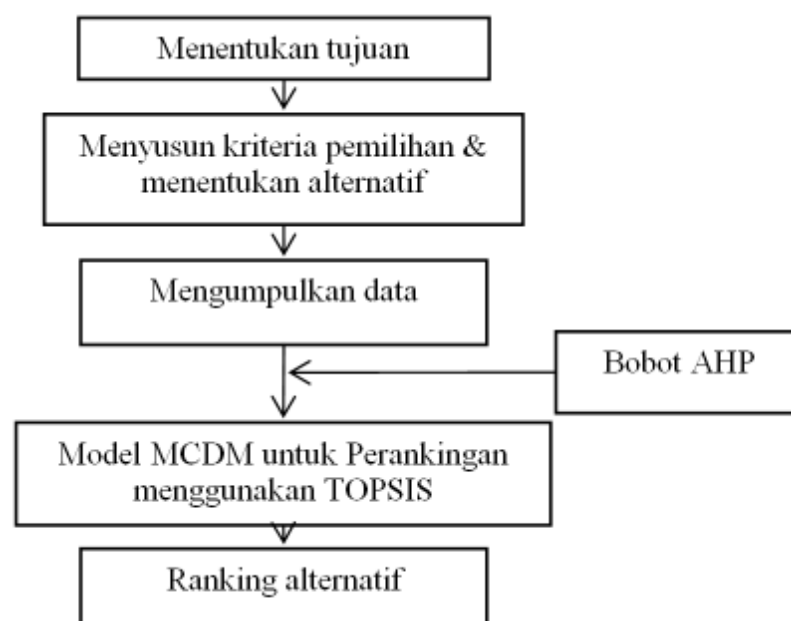 Menentukan tujuan
Menyusun kriteria pemilihan &
menentukan alternatif
Mengumpulkan data
Bobot AHP
Model MCDM untuk Perankingan
menggunakan TOPSIS
Ranking alternatif